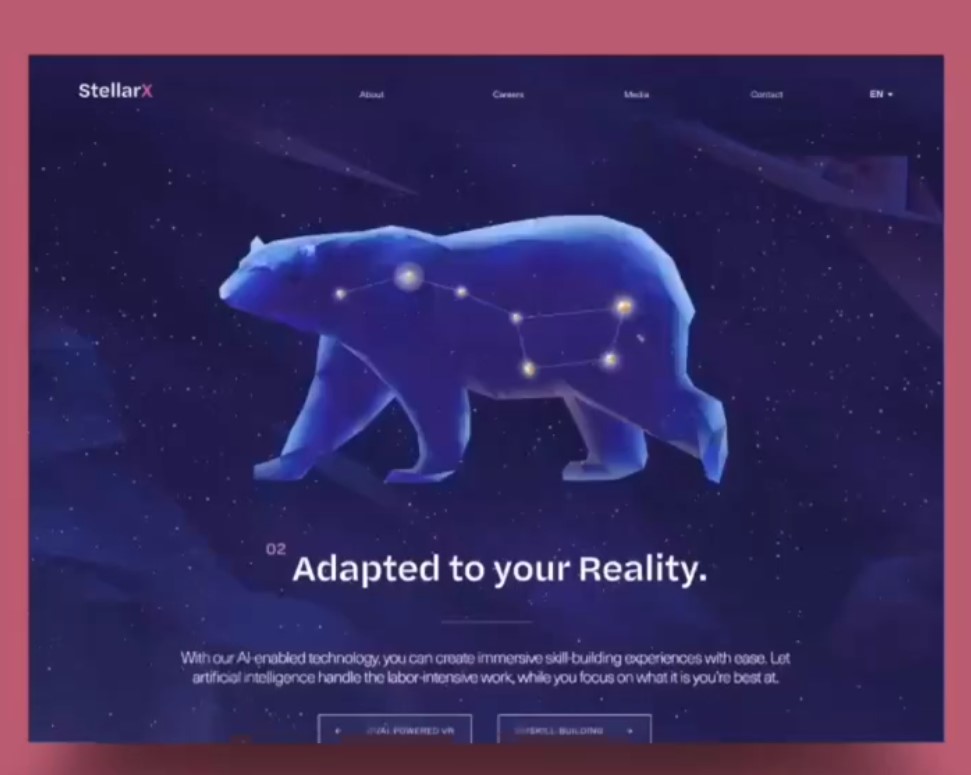 StellarX
About
Careers
Media
Contact
EN
02
Adapted to your Reality.
With our AI-enabled technology, you can create immersive skill-building experiences with ease. Let
artificial intelligence handle the labor-intensive work, while you focus on what it is you're best at.
AI POWERED VR
SKILL-BUILDING